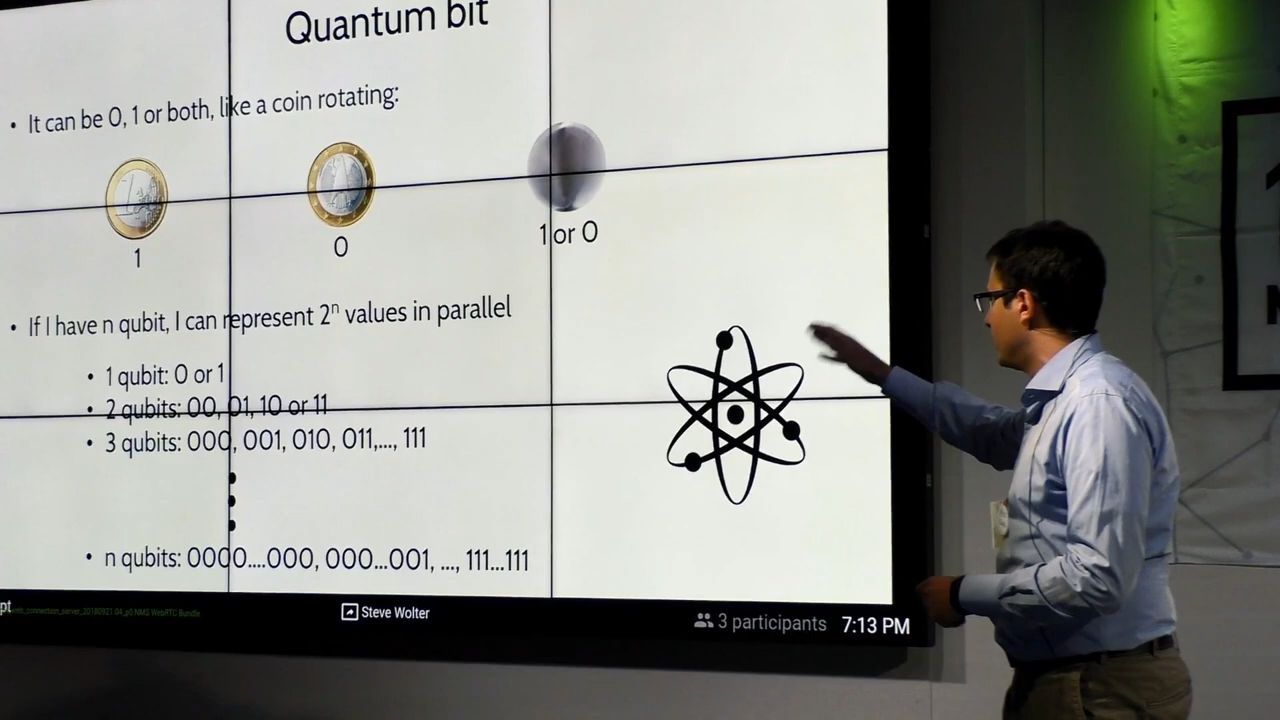 Quantum bit
• It can be 0, 1 or both, like a coin rotating:
1
0
1 or 0
• If I have n qubit, I can represent 2ⁿ values in parallel
• 1 qubit: 0 or 1
• 2 qubits: 00, 01, 10 or 11
• 3 qubits: 000, 001, 010, 011,..., 111
• n qubits: 0000....000, 000...001, ..., 111...111
Steve Wolter
3 participants
7:13 PM